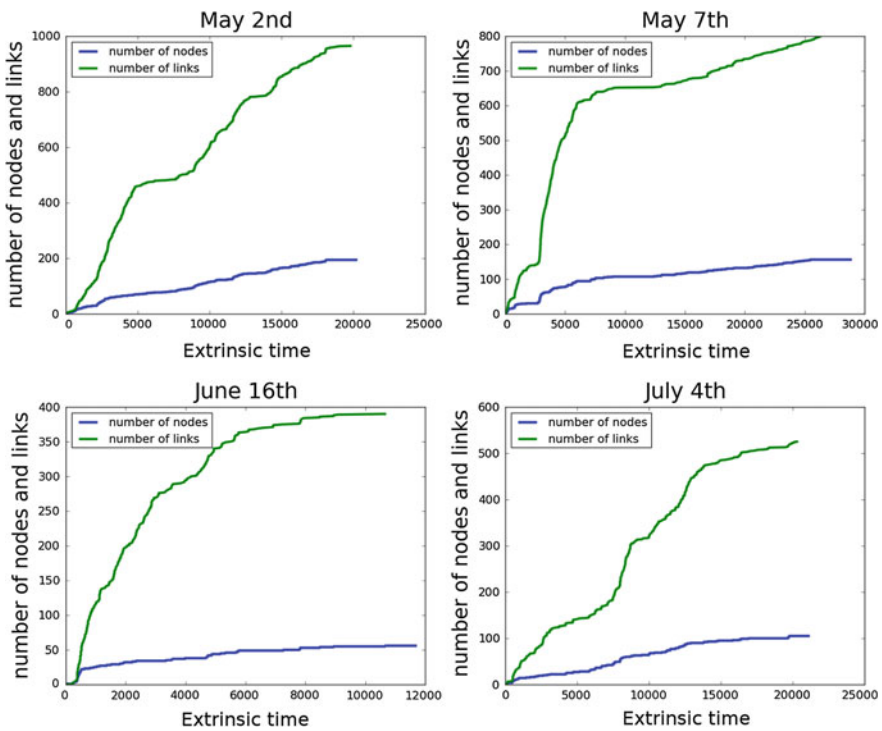 May 2nd
number of nodes
number of links
1000
800
600
400
200
0
number of nodes and links
0 5000 10000 15000 20000 25000
Extrinsic time
May 7th
number of nodes
number of links
800
700
600
500
400
300
200
100
0
number of nodes and links
0 5000 10000 15000 20000 25000 30000
Extrinsic time
June 16th
number of nodes
number of links
400
350
300
250
200
150
100
50
0
number of nodes and links
0 2000 4000 6000 8000 10000 12000
Extrinsic time
July 4th
number of nodes
number of links
600
500
400
300
200
100
0
number of nodes and links
0 5000 10000 15000 20000 25000
Extrinsic time